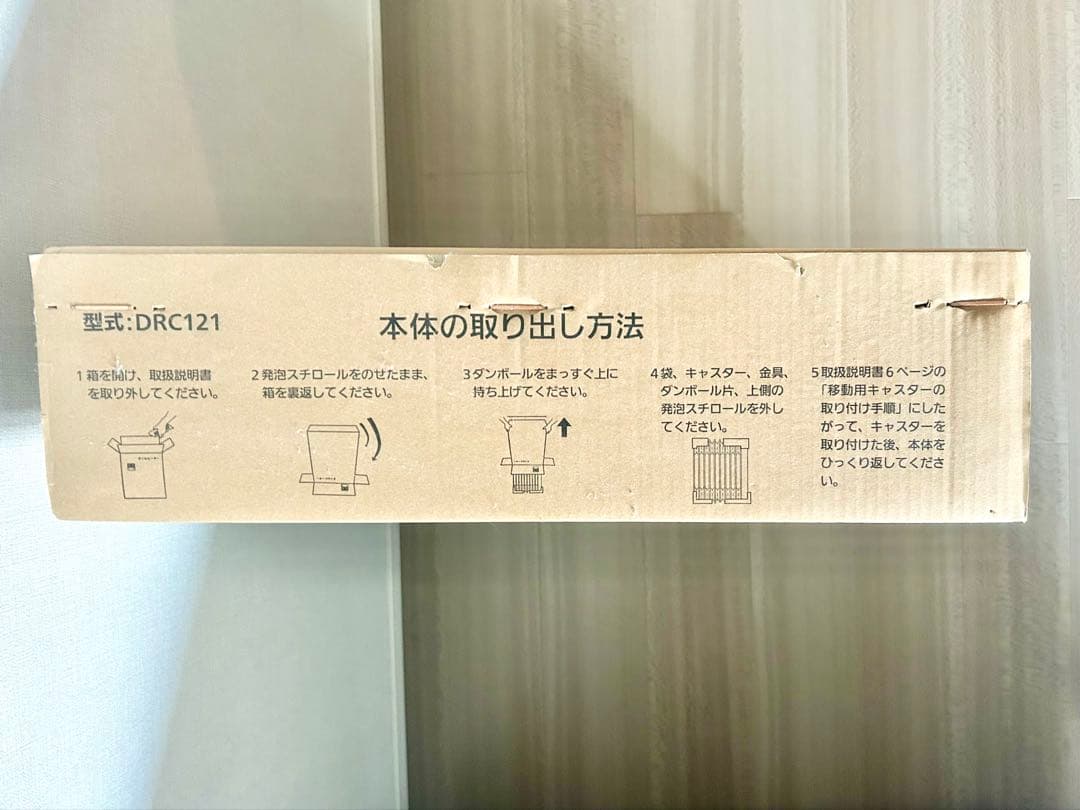 型式:DRC121
本体の取り出し方法
1 箱を開け、取扱説明書
を取り外してください。
2 発泡スチロールをのせたまま、
箱を裏返してください。
3 ダンボールをまっすぐ上に
持ち上げてください。
4 袋、キャスター、金具、
ダンボール片、上側の
発泡スチロールを外し
てください。
5 取扱説明書6ページの
「移動用キャスターの
取り付け手順」にした
がって、キャスターを
取り付けた後、本体を
ひっくり返してくださ
い。